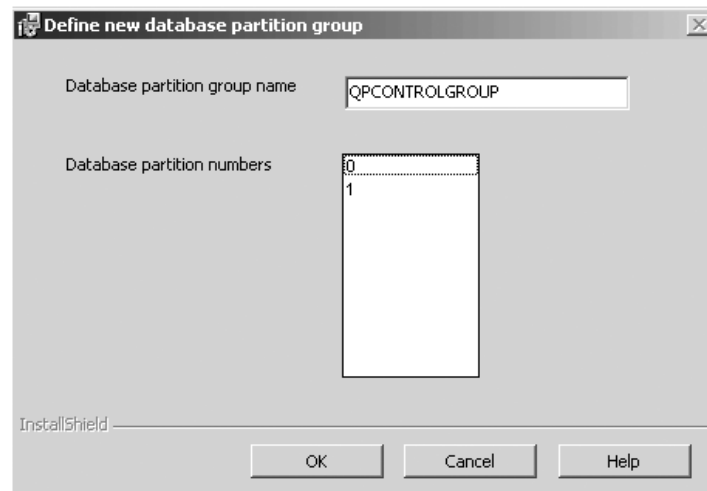 Define new database partition group
Database partition group name
QPCONTROLGROUP
Database partition numbers
0
1
InstallShield
OK
Cancel
Help